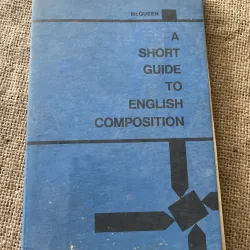 McQUEEN
A
SHORT
GUIDE
TO
ENGLISH
COMPOSITION